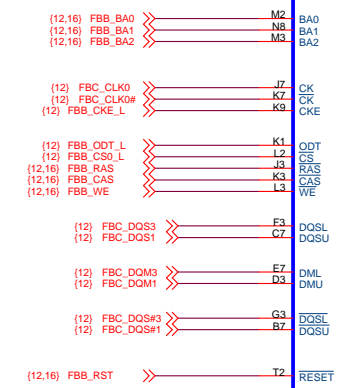 {12,16} FBB_BA0 M2 BA0
{12,16} FBB_BA1 N8 BA1
{12,16} FBB_BA2 M3 BA2
{12} FBC_CLK0 J7 CK
{12} FBC_CLK0# K7 CK
{12} FBB_CKE_L K9 CKE
{12} FBB_ODT_L K1 ODT
{12} FBB_CS0_L L2 CS
{12,16} FBB_RAS J3 RAS
{12,16} FBB_CAS K3 CAS
{12,16} FBB_WE L3 WE
{12} FBC_DQS3 F3 DQSL
{12} FBC_DQS1 C7 DQSU
{12} FBC_DQM3 E7 DML
{12} FBC_DQM1 D3 DMU
{12} FBC_DQS#3 G3 DQSL
{12} FBC_DQS#1 B7 DQSU
{12,16} FBB_RST T2 RESET